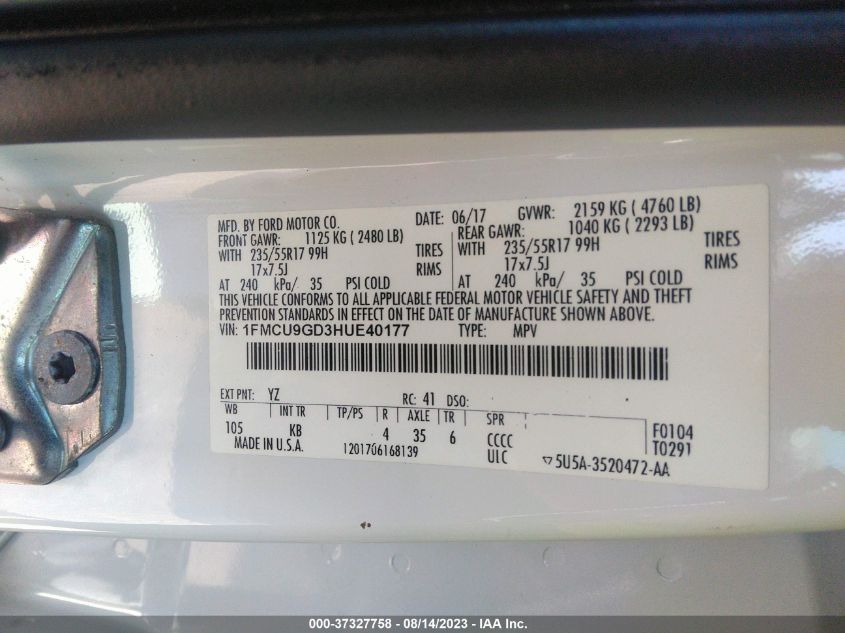 MFD. BY FORD MOTOR CO. DATE: 06/17 GVWR: 2159 KG ( 4760 LB)
FRONT GAWR: 1125 KG ( 2480 LB) REAR GAWR: 1040 KG ( 2293 LB)
WITH 235/55R17 99H TIRES WITH 235/55R17 99H TIRES
17x7.5J RIMS 17x7.5J RIMS
AT 240 kPa/ 35 PSI COLD AT 240 kPa/ 35 PSI COLD
THIS VEHICLE CONFORMS TO ALL APPLICABLE FEDERAL MOTOR VEHICLE SAFETY AND THEFT
PREVENTION STANDARDS IN EFFECT ON THE DATE OF MANUFACTURE SHOWN ABOVE.
VIN: 1FMCU9GD3HUE40177 TYPE: MPV
EXT PNT: YZ RC: 41 DSO:
WB INT TR TP/PS R AXLE TR SPR
105 KB 4 35 6 CCCC F0104
MADE IN U.S.A. 1201706168139 UIC T0291
▽5U5A-3520472-AA
000-37327758 - 08/14/2023 - IAA Inc.